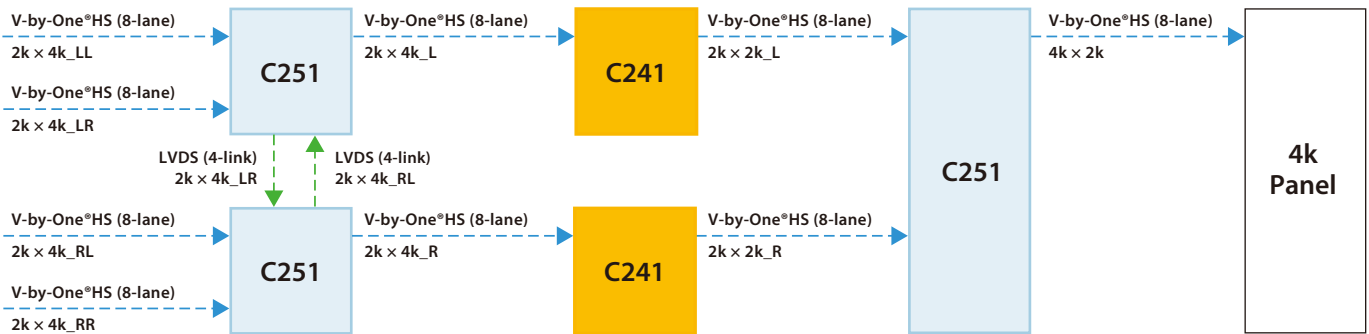 V-by-One®HS (8-lane)
2k × 4k_LL
V-by-One®HS (8-lane)
2k × 4k_LR
C251
V-by-One®HS (8-lane)
2k × 4k_L
C241
V-by-One®HS (8-lane)
2k × 2k_L
LVDS (4-link)
2k × 4k_LR
LVDS (4-link)
2k × 4k_RL
V-by-One®HS (8-lane)
2k × 4k_RL
V-by-One®HS (8-lane)
2k × 4k_RR
C251
V-by-One®HS (8-lane)
2k × 4k_R
C241
V-by-One®HS (8-lane)
2k × 2k_R
C251
V-by-One®HS (8-lane)
4k × 2k
4k
Panel